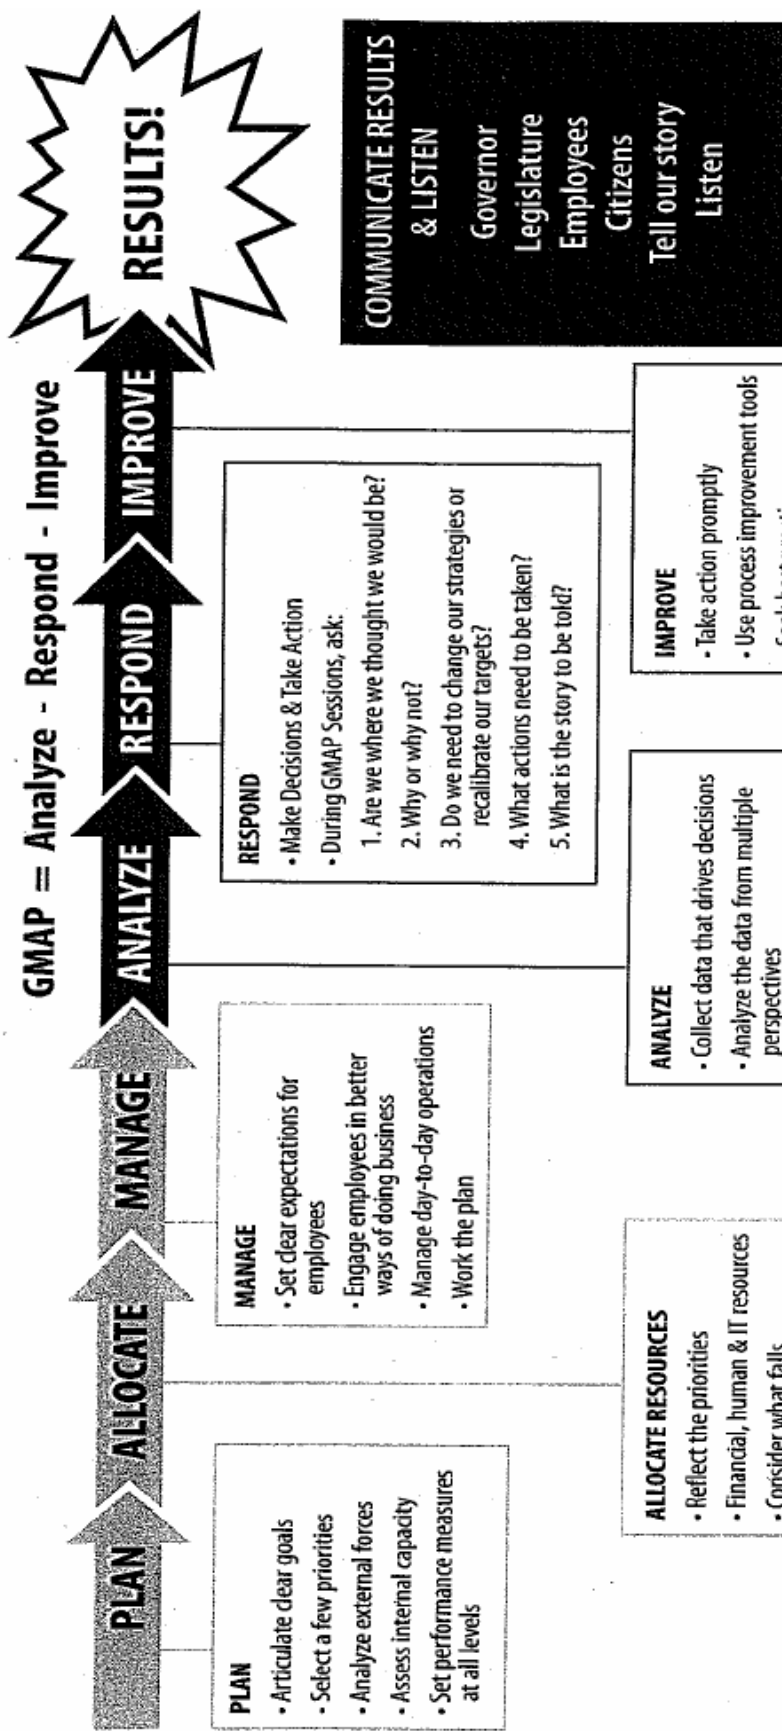 GMAP = Analyze - Respond - Improve
PLAN
ALLOCATE
MANAGE
ANALYZE
RESPOND
IMPROVE
RESULTS!
PLAN
• Articulate clear goals
• Select a few priorities
• Analyze external forces
• Assess internal capacity
• Set performance measures
at all levels
ALLOCATE RESOURCES
• Reflect the priorities
• Financial, human & IT resources
• Consider what falls
MANAGE
• Set clear expectations for
employees
• Engage employees in better
ways of doing business
• Manage day-to-day operations
• Work the plan
ANALYZE
• Collect data that drives decisions
• Analyze the data from multiple
perspectives
RESPOND
• Make Decisions & Take Action
• During GMAP Sessions, ask:
1. Are we where we thought we would be?
2. Why or why not?
3. Do we need to change our strategies or
recalibrate our targets?
4. What actions need to be taken?
5. What is the story to be told?
IMPROVE
• Take action promptly
• Use process improvement tools
COMMUNICATE RESULTS
& LISTEN
Governor
Legislature
Employees
Citizens
Tell our story
Listen